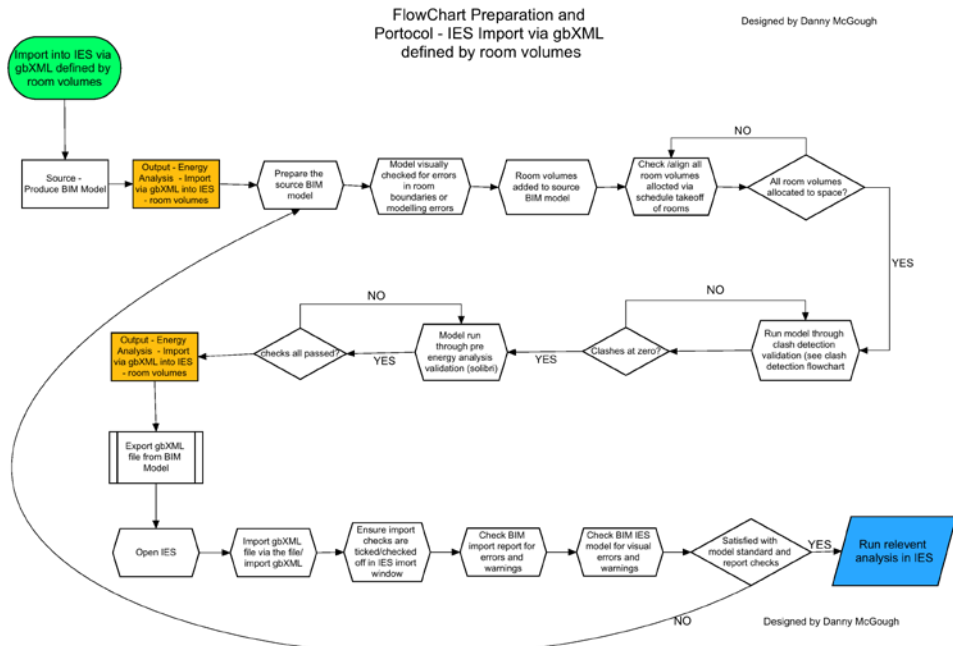 FlowChart Preparation and
Portocol - IES Import via gbXML
defined by room volumes
Designed by Danny McGough
Import into IES via
gbXML defined by
room volumes
Source -
Produce BIM Model
Output - Energy
Analysis - Import
via gbXML into IES
- room volumes
Prepare the
source BIM
model
Model visually
checked for errors
in room
boundaries or
modelling errors
Room volumes
added to source
BIM model
Check /align all
room volumes
allocted via
schedule takeoff
of rooms
NO
All room volumes
allocated to space?
YES
Run model through
clash detection
validation (see clash
detection flowchart
NO
Clashes at zero?
YES
Model run
through pre
energy analysis
validation (solibri)
NO
checks all passed?
YES
Output - Energy
Analysis - Import
via gbXML into IES
- room volumes
Export gbXML
file from BIM
Model
Open IES
Import gbXML
file via the file/
import gbXML
Ensure import
checks are
ticked/checked
off in IES imort
window
Check BIM
import report for
errors and
warnings
Check BIM IES
model for visual
errors and
warnings
Satisfied with
model standard and
report checks
YES
Run relevent
analysis in IES
NO
Designed by Danny McGough